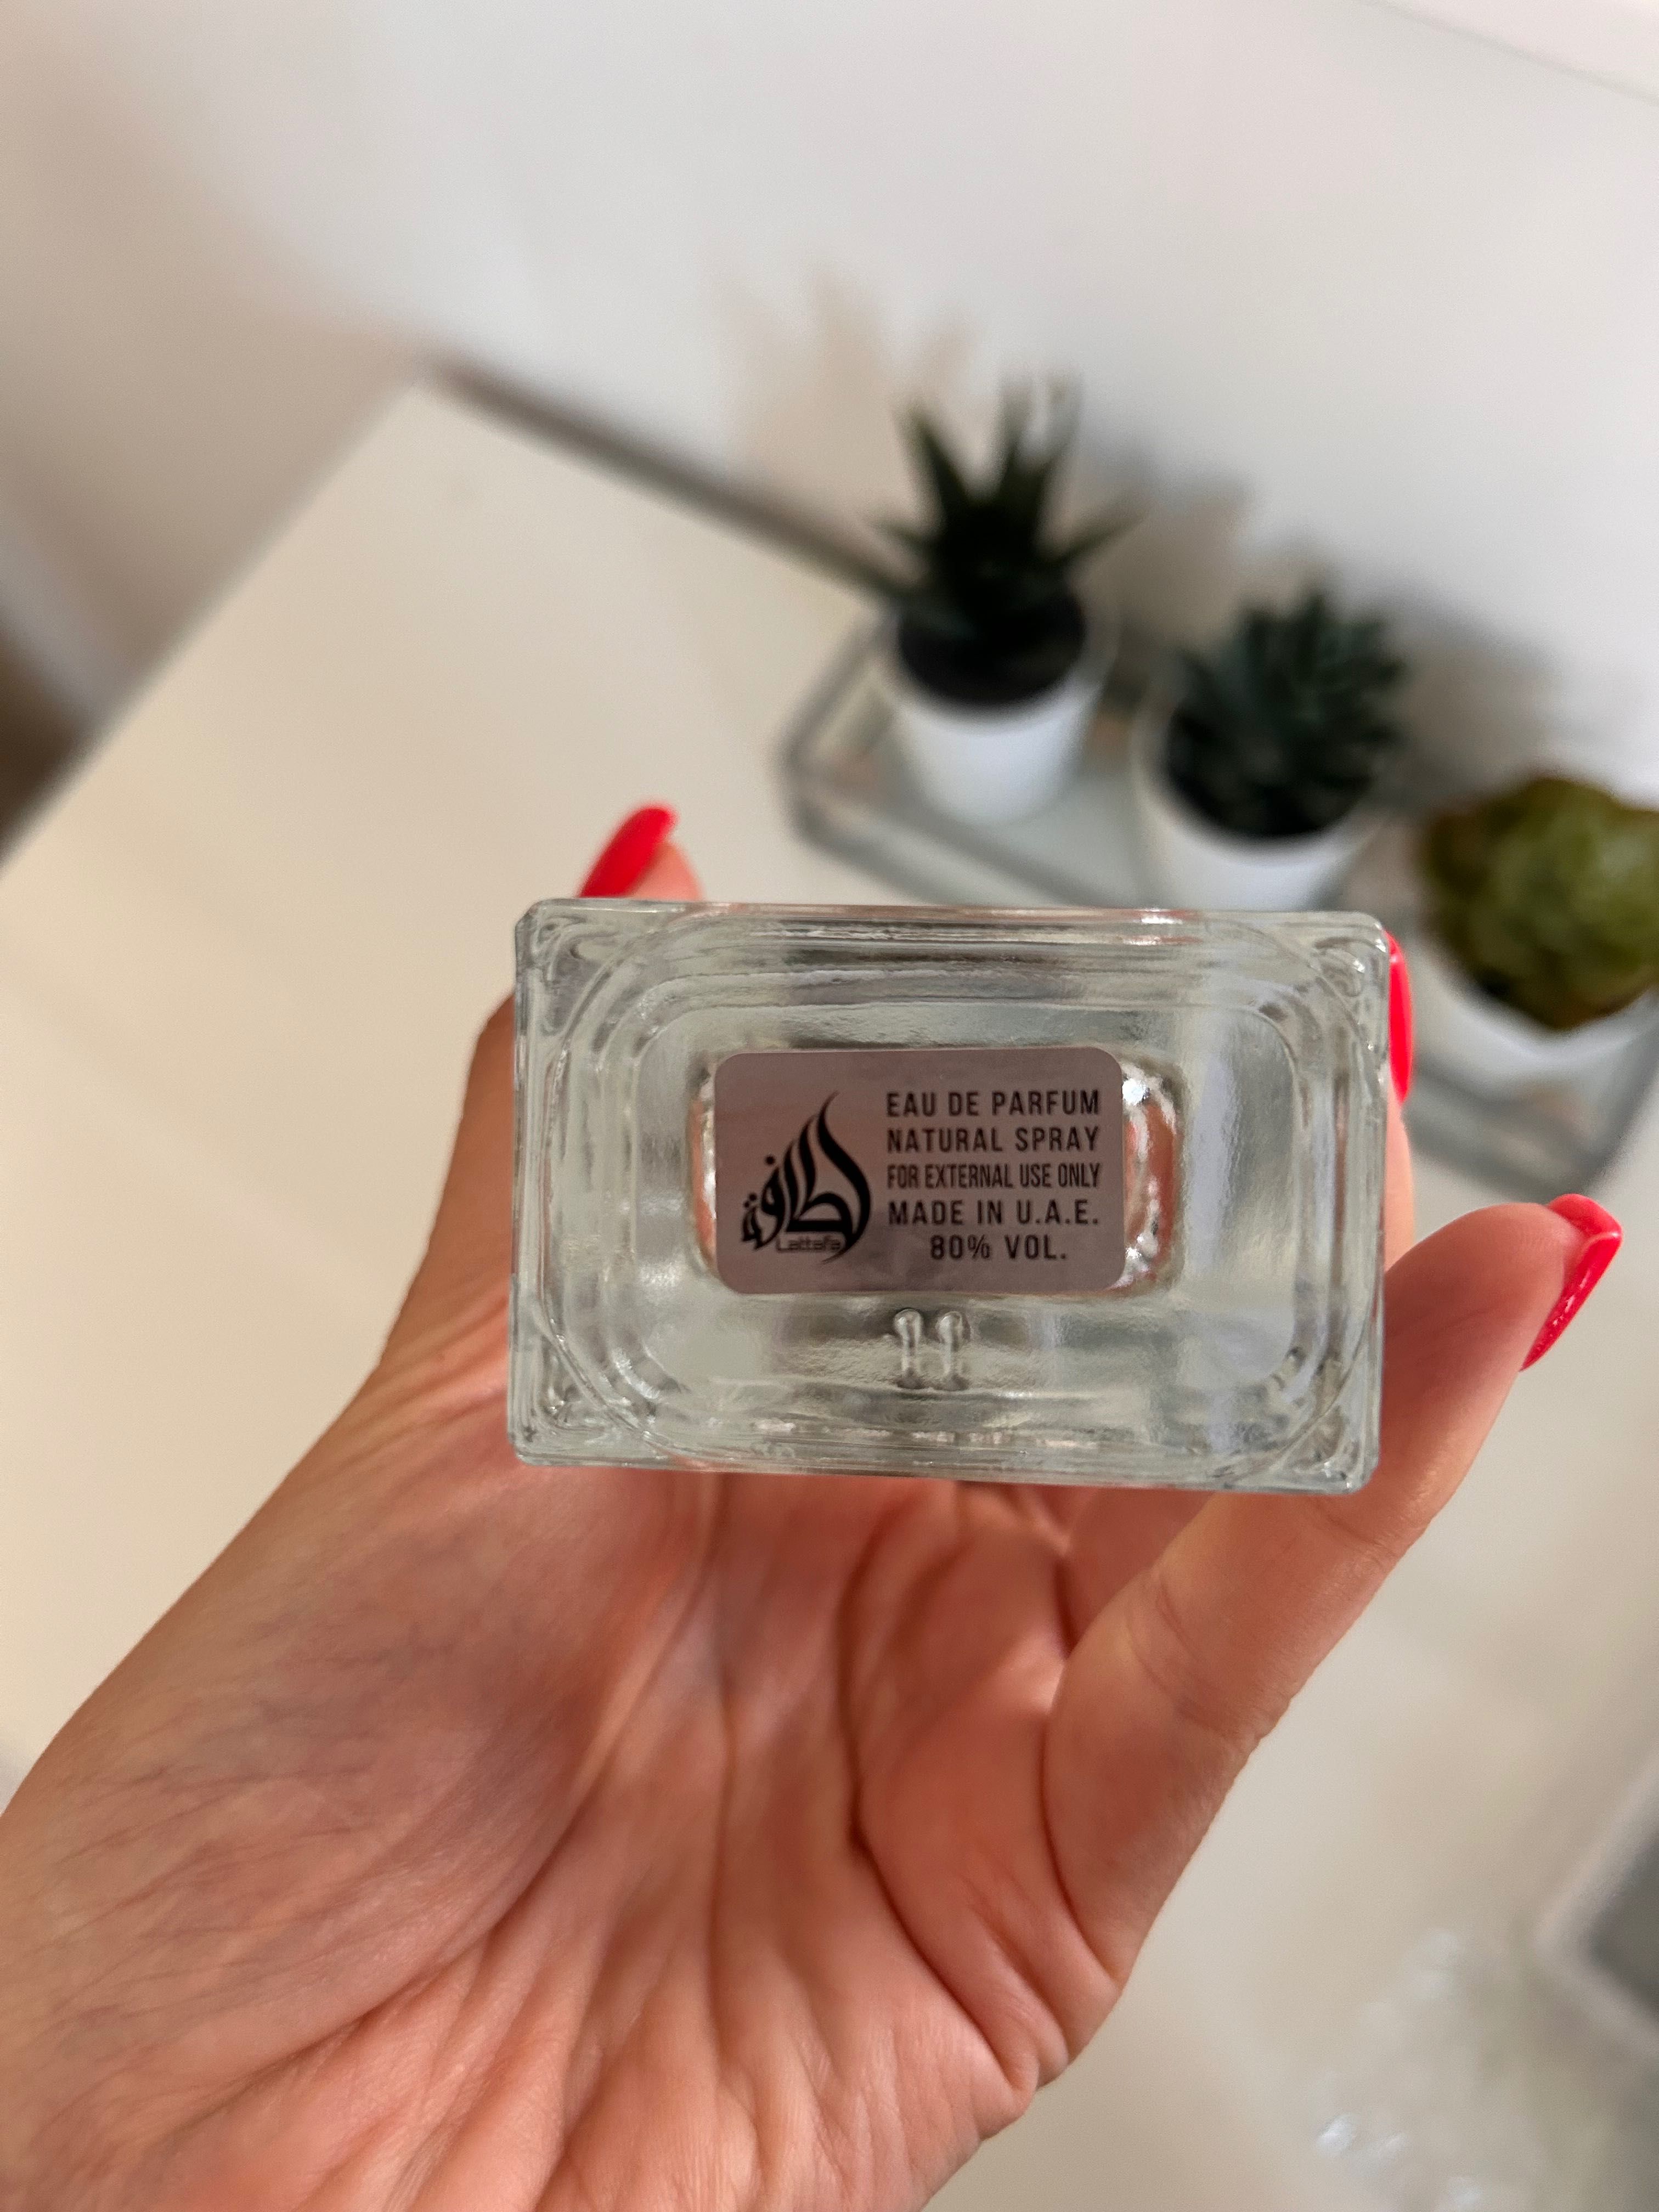 لطافة
Lattafa
EAU DE PARFUM
NATURAL SPRAY
FOR EXTERNAL USE ONLY
MADE IN U.A.E.
80% VOL.